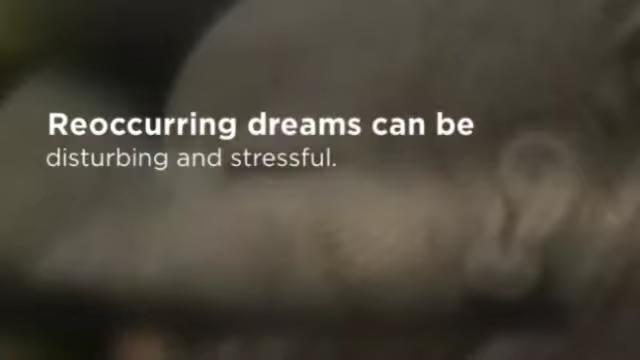 Reoccurring dreams can be
disturbing and stressful.